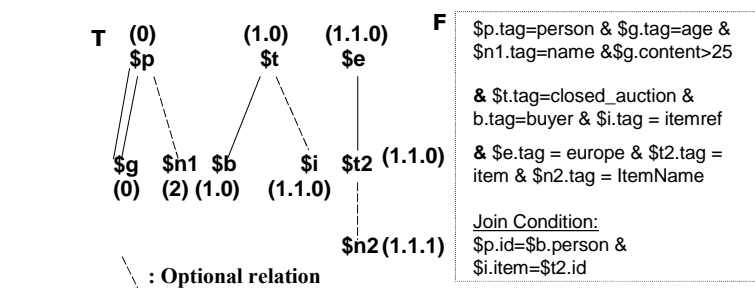 T (0) (1.0) (1.1.0) F
$p $t $e
$g $n1 $b $i $t2 (1.1.0)
(0) (2) (1.0) (1.1.0)
$n2 (1.1.1)
: Optional relation
$p.tag=person & $g.tag=age &
$n1.tag=name &$g.content>25
& $t.tag=closed_auction &
b.tag=buyer & $i.tag = itemref
& $e.tag = europe & $t2.tag =
item & $n2.tag = ItemName
Join Condition:
$p.id=$b.person &
$i.item=$t2.id